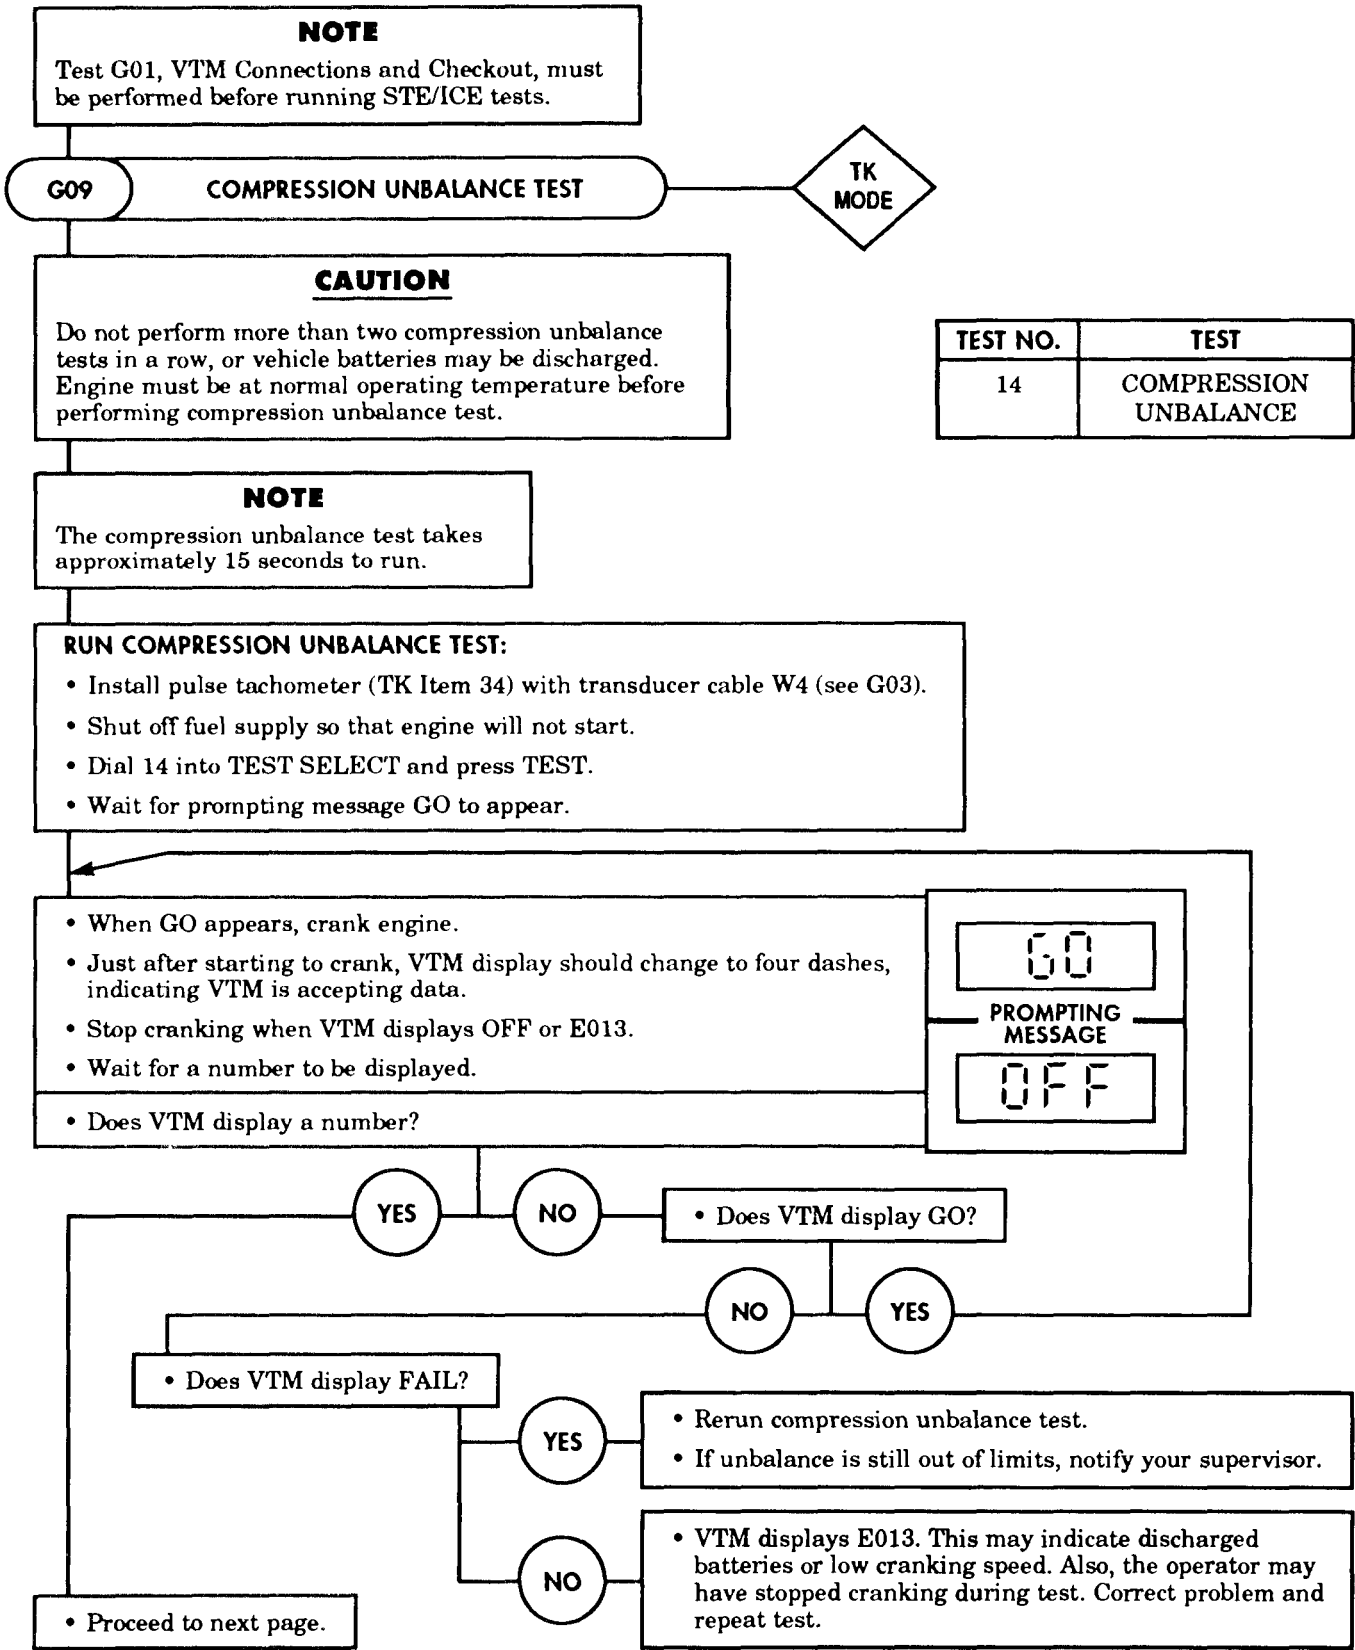 NOTE
Test G01, VTM Connections and Checkout, must
be performed before running STE/ICE tests.
G09
COMPRESSION UNBALANCE TEST
TK
MODE
CAUTION
Do not perform more than two compression unbalance
tests in a row, or vehicle batteries may be discharged.
Engine must be at normal operating temperature before
performing compression unbalance test.
TEST NO.
TEST
14
COMPRESSION
UNBALANCE
NOTE
The compression unbalance test takes
approximately 15 seconds to run.
RUN COMPRESSION UNBALANCE TEST:
• Install pulse tachometer (TK Item 34) with transducer cable W4 (see G03).
• Shut off fuel supply so that engine will not start.
• Dial 14 into TEST SELECT and press TEST.
• Wait for prompting message GO to appear.
• When GO appears, crank engine.
• Just after starting to crank, VTM display should change to four dashes,
indicating VTM is accepting data.
• Stop cranking when VTM displays OFF or E013.
• Wait for a number to be displayed.
• Does VTM display a number?
GO
PROMPTING
MESSAGE
OFF
YES
NO
• Does VTM display GO?
NO
YES
• Does VTM display FAIL?
YES
• Rerun compression unbalance test.
• If unbalance is still out of limits, notify your supervisor.
NO
• VTM displays E013. This may indicate discharged
batteries or low cranking speed. Also, the operator may
have stopped cranking during test. Correct problem and
repeat test.
• Proceed to next page.